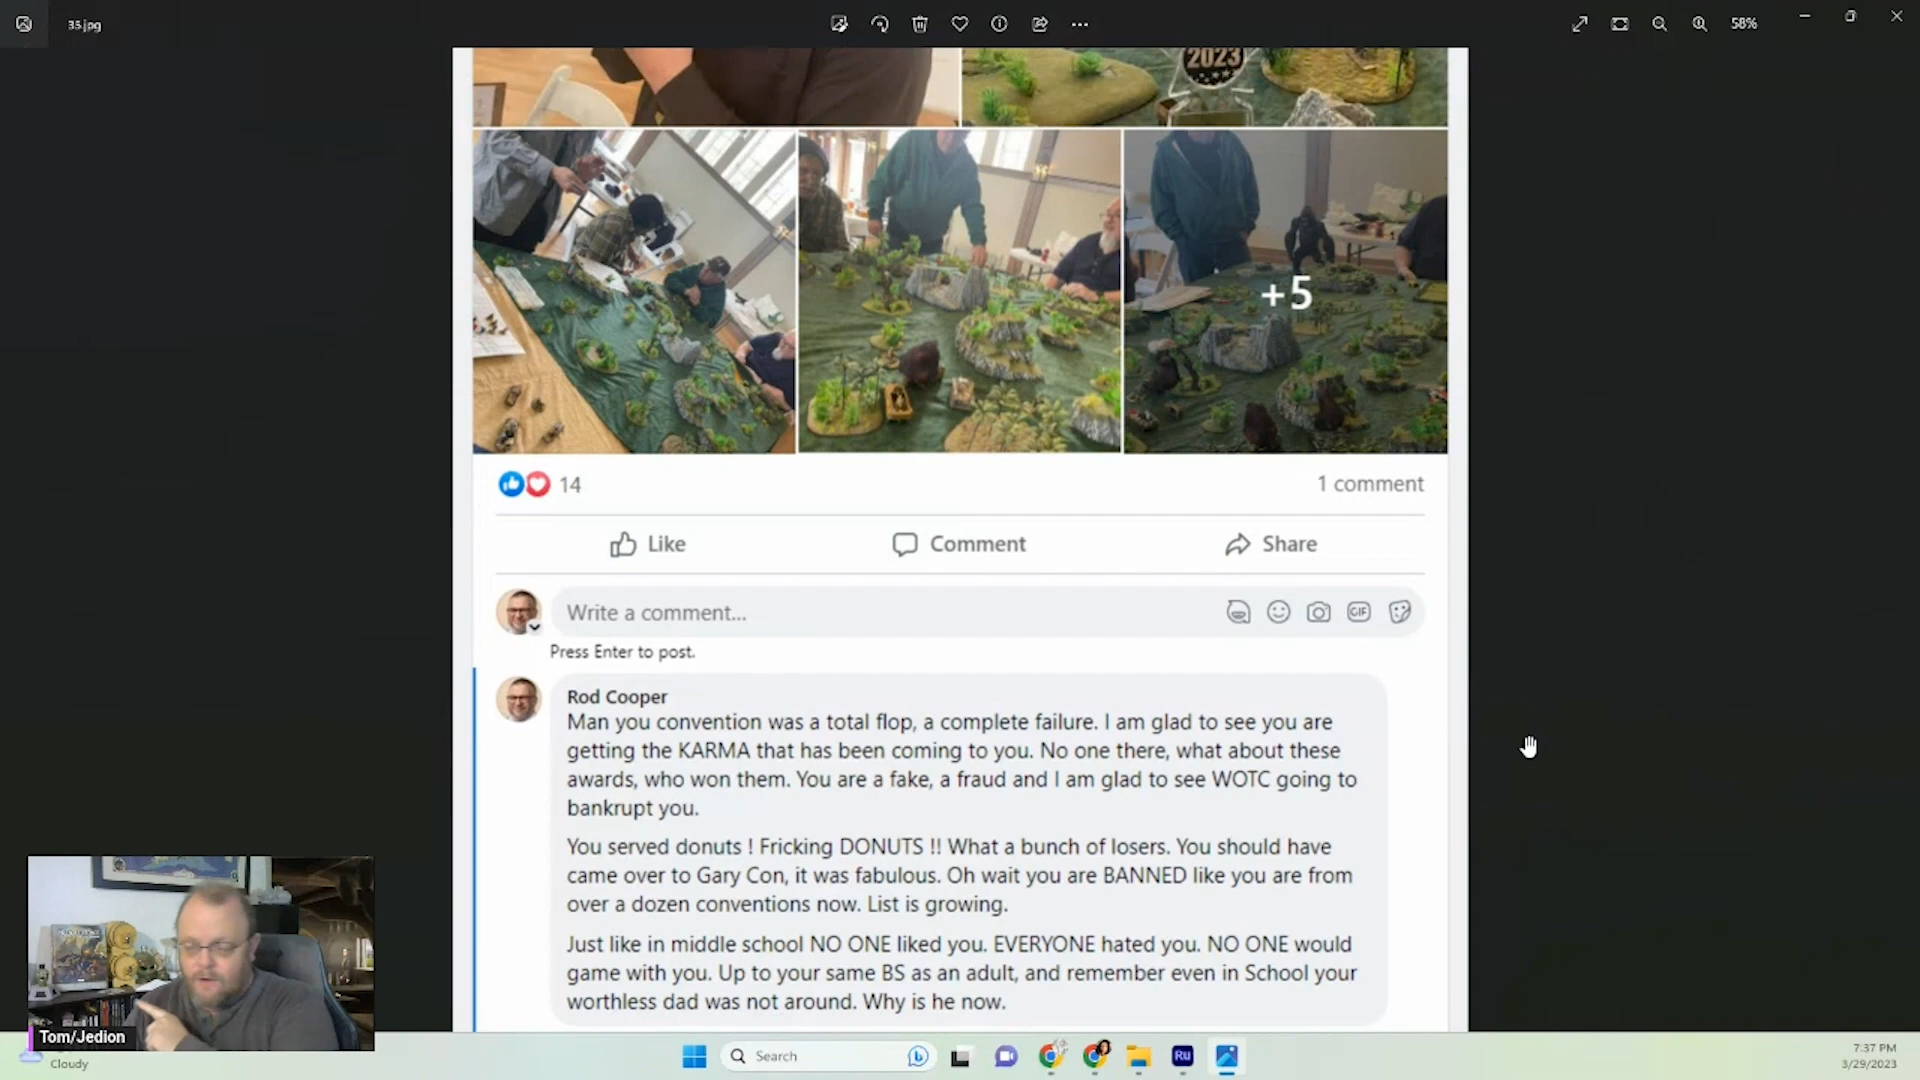 35.jpg
58%
2023
+5
14
1 comment
Like
Comment
Share
Write a comment...
GIF
Press Enter to post.
Rod Cooper
Man you convention was a total flop, a complete failure. I am glad to see you are
getting the KARMA that has been coming to you. No one there, what about these
awards, who won them. You are a fake, a fraud and I am glad to see WOTC going to
bankrupt you.
You served donuts ! Fricking DONUTS !! What a bunch of losers. You should have
came over to Gary Con, it was fabulous. Oh wait you are BANNED like you are from
over a dozen conventions now. List is growing.
Just like in middle school NO ONE liked you. EVERYONE hated you. NO ONE would
game with you. Up to your same BS as an adult, and remember even in School your
worthless dad was not around. Why is he now.
Tom/Jedion
Cloudy
Search
Ru
7:37 PM
3/29/2023